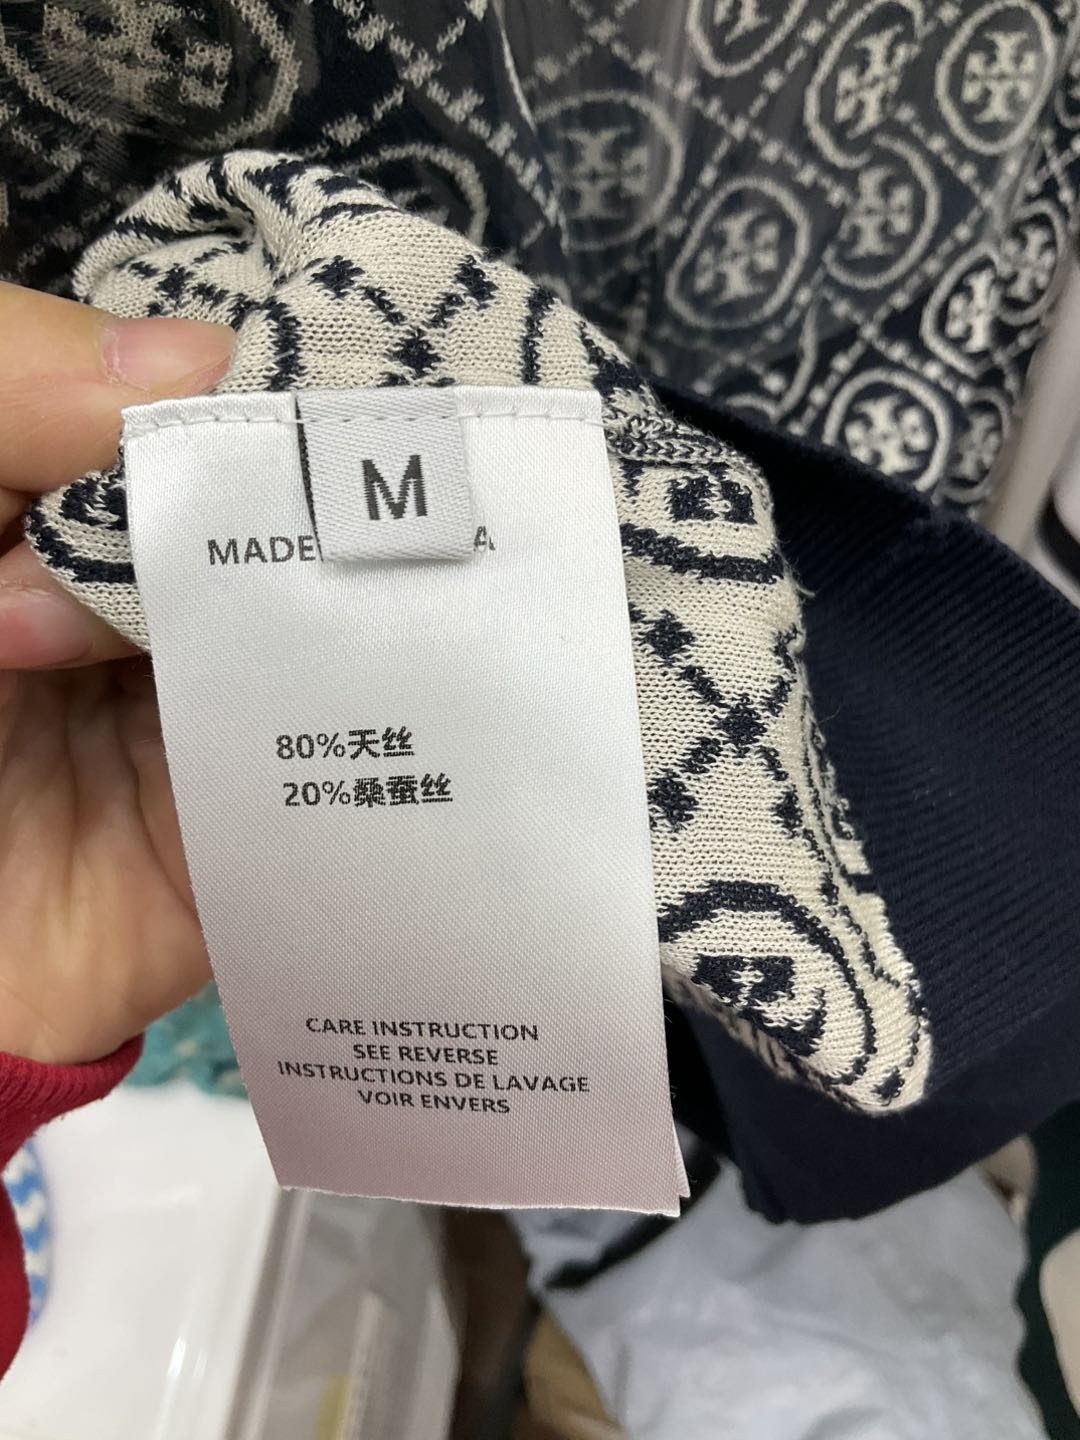 M
MADE
80%天丝
20%桑蚕丝
CARE INSTRUCTION
SEE REVERSE
INSTRUCTIONS DE LAVAGE
VOIR ENVERS